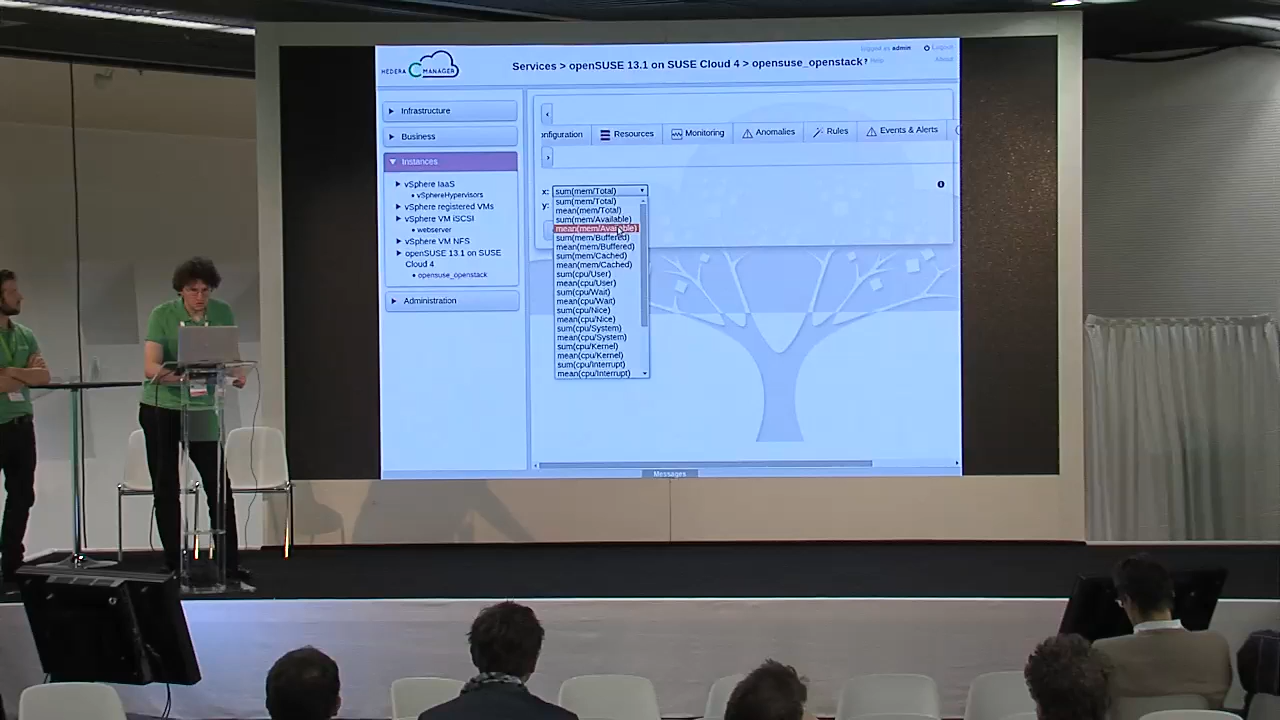 HEDERA MANAGER
Services > openSUSE 13.1 on SUSE Cloud 4 > opensuse_openstack ?
Help
Logged as admin
Logout
About
Infrastructure
Business
Instances
vSphere IaaS
vSphereHypervisors
vSphere registered VMs
vSphere VM iSCSI
webserver
vSphere VM NFS
openSUSE 13.1 on SUSE
Cloud 4
opensuse_openstack
Administration
nfiguration
Resources
Monitoring
Anomalies
Rules
Events & Alerts
x: sum(mem/Total)
y:
sum(mem/Total)
mean(mem/Total)
sum(mem/Available)
mean(mem/Available)
sum(mem/Buffered)
mean(mem/Buffered)
sum(mem/Cached)
mean(mem/Cached)
sum(cpu/User)
mean(cpu/User)
sum(cpu/Wait)
mean(cpu/Wait)
sum(cpu/Nice)
mean(cpu/Nice)
sum(cpu/System)
mean(cpu/System)
sum(cpu/Kernel)
mean(cpu/Kernel)
sum(cpu/Interrupt)
mean(cpu/Interrupt)
Messages